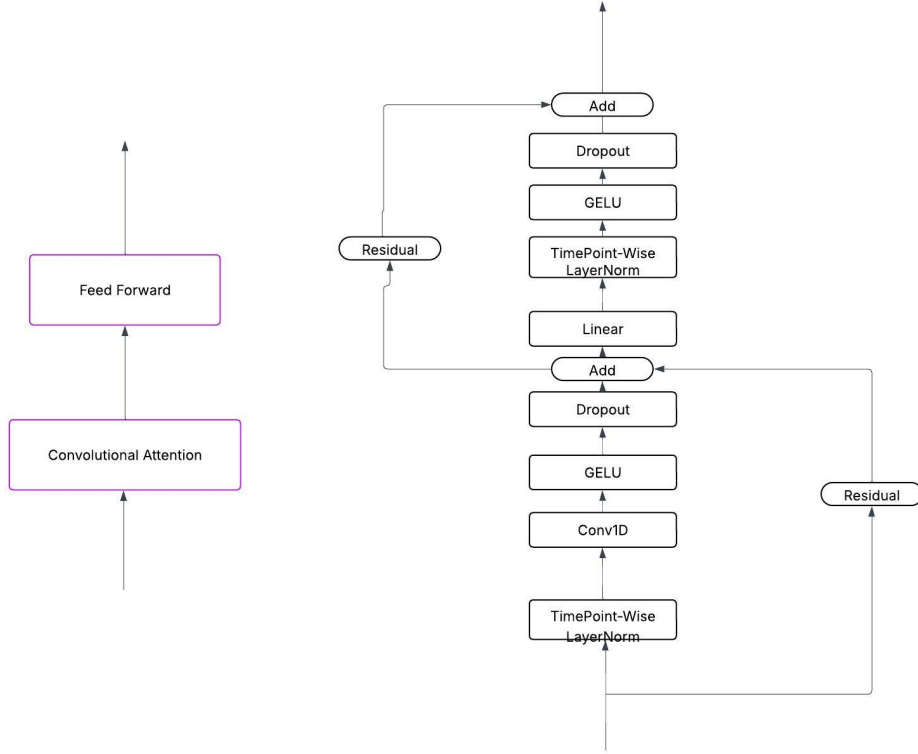 Feed Forward
Convolutional Attention
Add
Dropout
GELU
TimePoint-Wise
LayerNorm
Residual
Linear
Add
Dropout
GELU
Residual
Conv1D
TimePoint-Wise
LayerNorm